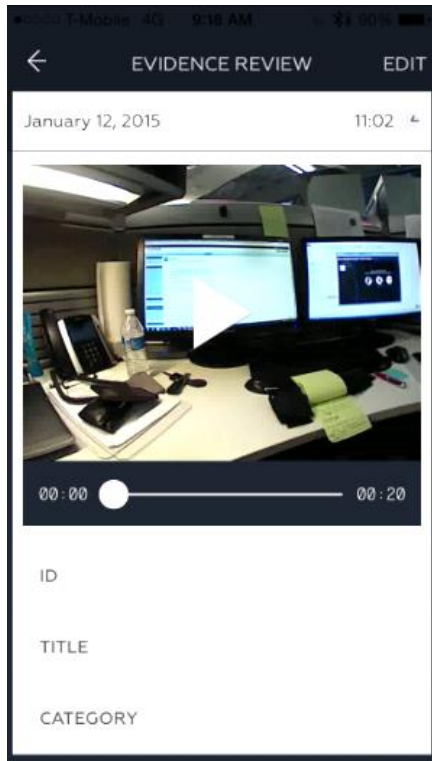 T-Mobile 4G 9:18 AM 90%
EVIDENCE REVIEW EDIT
January 12, 2015 11:02
00:00 00:20
ID
TITLE
CATEGORY